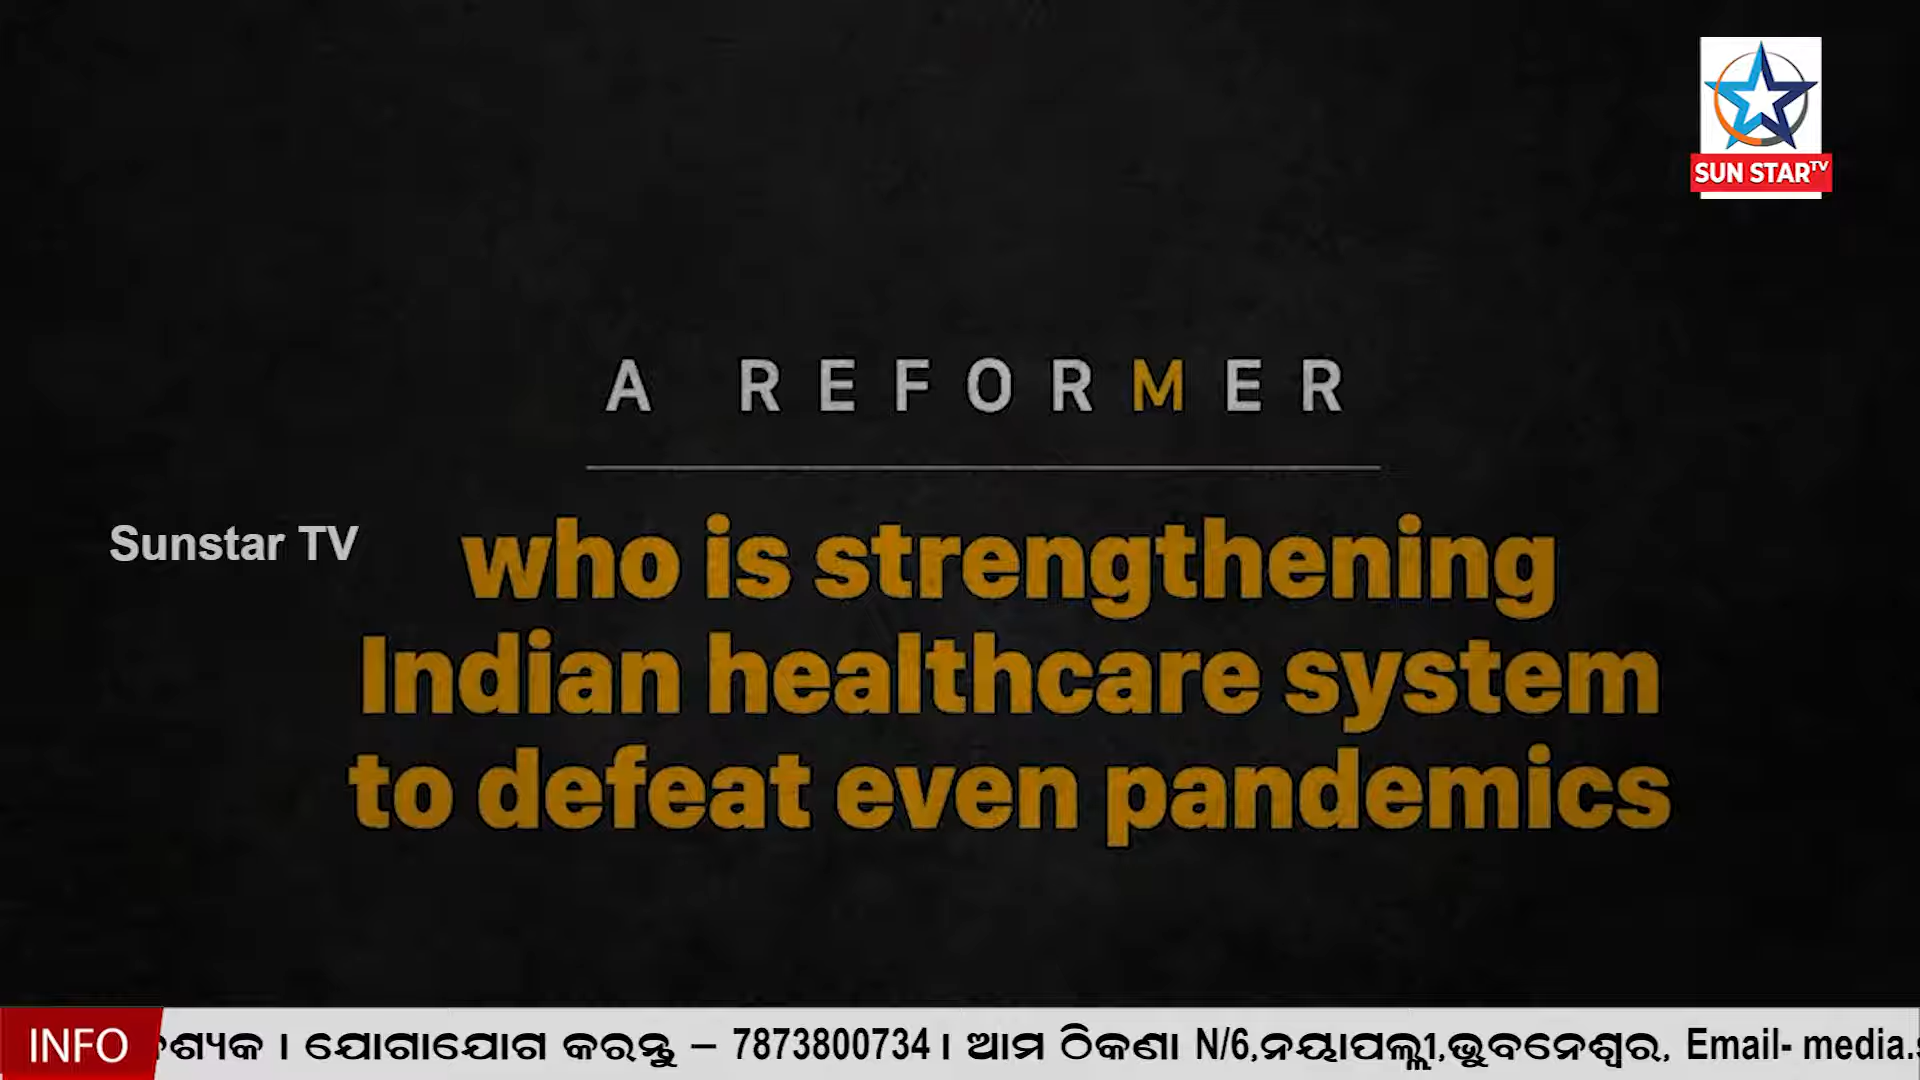 SUN STAR TV
A REFORMER
Sunstar TV
who is strengthening
Indian healthcare system
to defeat even pandemics
INFO
ଯୋଗାଯୋଗ କରନ୍ତୁ – 7873800734 । ଆମ ଠିକଣା N/6,ନୟାପଲ୍ଲୀ,ଭୁବନେଶ୍ୱର, Email- media.